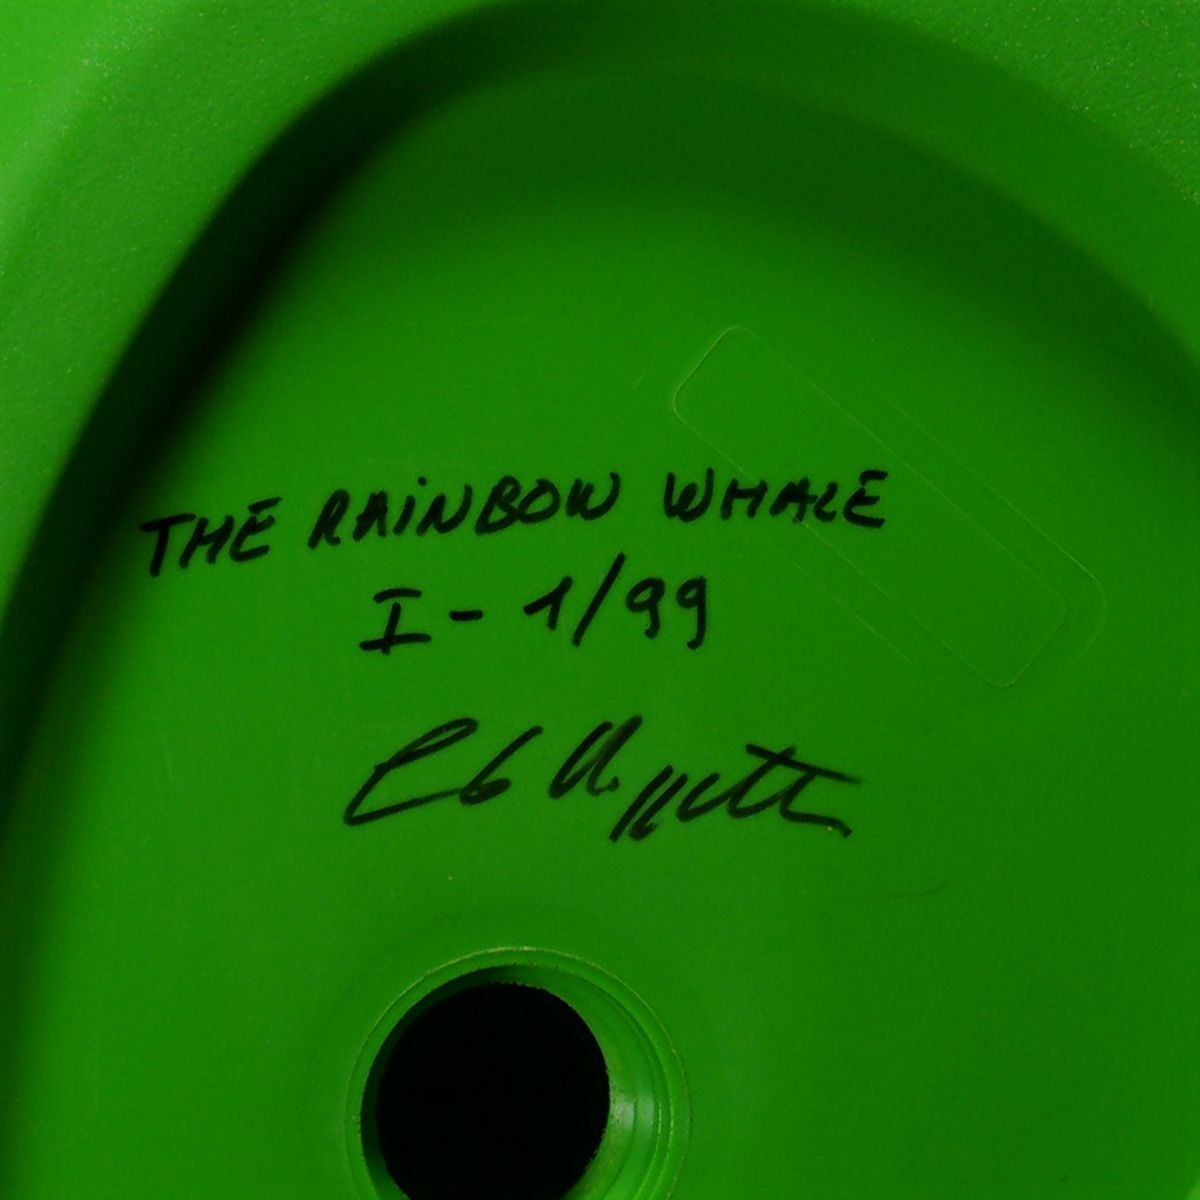 THE RAINBOW WHALE
I - 1/99